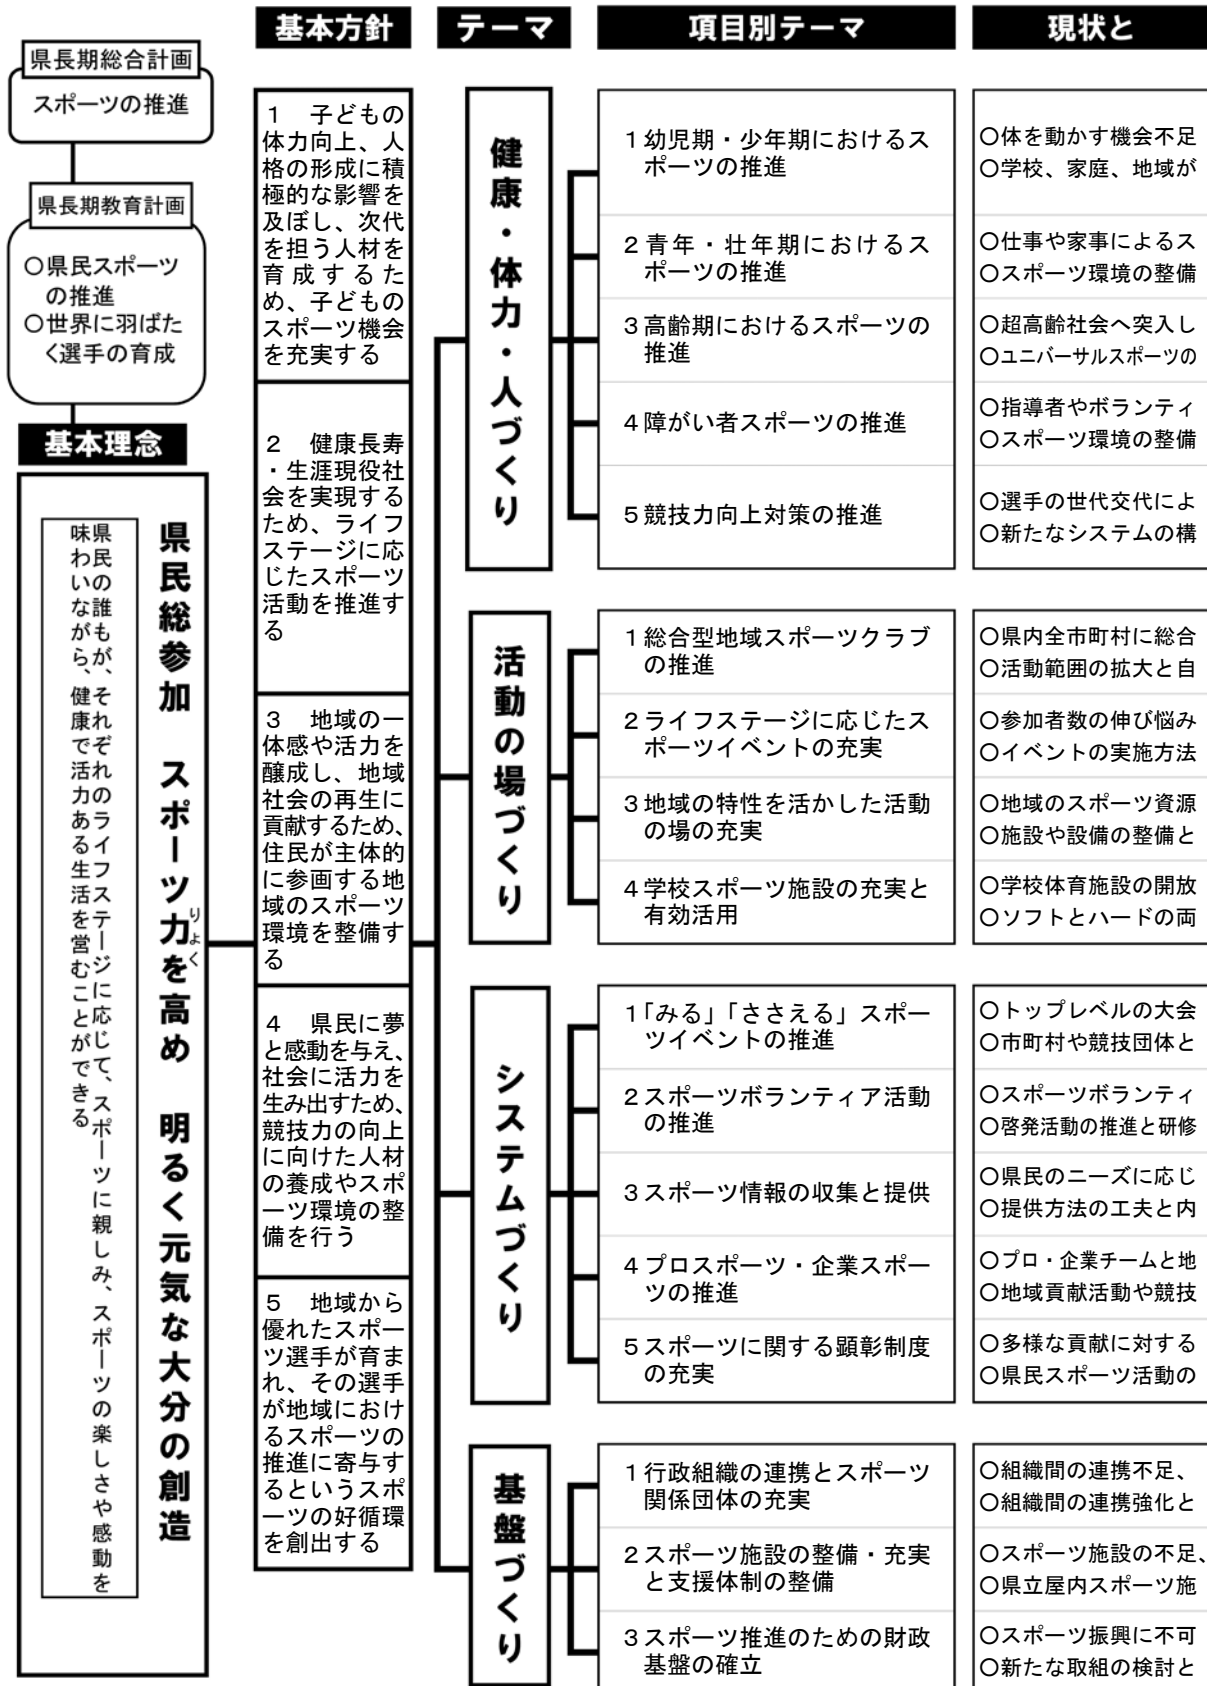 基本方針
テーマ
項目別テーマ
現状と
県長期総合計画
スポーツの推進
県長期教育計画
〇県民スポーツ
の推進
〇世界に羽ばた
く選手の育成
基本理念
県民総参加　スポーツ力を高め　明るく元気な大分の創造
りょく
県民の誰もが、それぞれのライフステージに応じて、スポーツに親しみ、スポーツの楽しさや感動を
味わいながら、健康で活力ある生活を営むことができる
1　子どもの
体力向上、人
格の形成に積
極的な影響を
及ぼし、次代
を担う人材を
育成するた
め、子どもの
スポーツ機会
を充実する
2　健康長寿
・生涯現役社
会を実現する
ため、ライフ
ステージに応
じたスポーツ
活動を推進す
る
3　地域の一
体感や活力を
醸成し、地域
社会の再生に
貢献するため、
住民が主体的
に参画する地
域のスポーツ
環境を整備す
る
4　県民に夢
と感動を与え、
社会に活力を
生み出すため、
競技力の向上
に向けた人材
の養成やスポ
ーツ環境の整
備を行う
5　地域から
優れたスポー
ツ選手が育ま
れ、その選手
が地域におけ
るスポーツの
推進に寄与す
るというスポ
ーツの好循環
を創出する
健康・体力・人づくり
1幼児期・少年期におけるス
ポーツの推進
〇体を動かす機会不足
〇学校、家庭、地域が
2青年・壮年期におけるス
ポーツの推進
〇仕事や家事によるス
〇スポーツ環境の整備
3高齢期におけるスポーツの
推進
〇超高齢社会へ突入し
〇ユニバーサルスポーツの
4障がい者スポーツの推進
〇指導者やボランティ
〇スポーツ環境の整備
5競技力向上対策の推進
〇選手の世代交代によ
〇新たなシステムの構
活動の場づくり
1総合型地域スポーツクラブ
の推進
〇県内全市町村に総合
〇活動範囲の拡大と自
2ライフステージに応じたス
ポーツイベントの充実
〇参加者数の伸び悩み
〇イベントの実施方法
3地域の特性を活かした活動
の場の充実
〇地域のスポーツ資源
〇施設や設備の整備と
4学校スポーツ施設の充実と
有効活用
〇学校体育施設の開放
〇ソフトとハードの両
システムづくり
1「みる」「ささえる」スポー
ツイベントの推進
〇トップレベルの大会
〇市町村や競技団体と
2スポーツボランティア活動
の推進
〇スポーツボランティ
〇啓発活動の推進と研修
3スポーツ情報の収集と提供
〇県民のニーズに応じ
〇提供方法の工夫と内
4プロスポーツ・企業スポー
ツの推進
〇プロ・企業チームと地
〇地域貢献活動や競技
5スポーツに関する顕彰制度
の充実
〇多様な貢献に対する
〇県民スポーツ活動の
基盤づくり
1行政組織の連携とスポーツ
関係団体の充実
〇組織間の連携不足、
〇組織間の連携強化と
2スポーツ施設の整備・充実
と支援体制の整備
〇スポーツ施設の不足、
〇県立屋内スポーツ施
3スポーツ推進のための財政
基盤の確立
〇スポーツ振興に不可
〇新たな取組の検討と